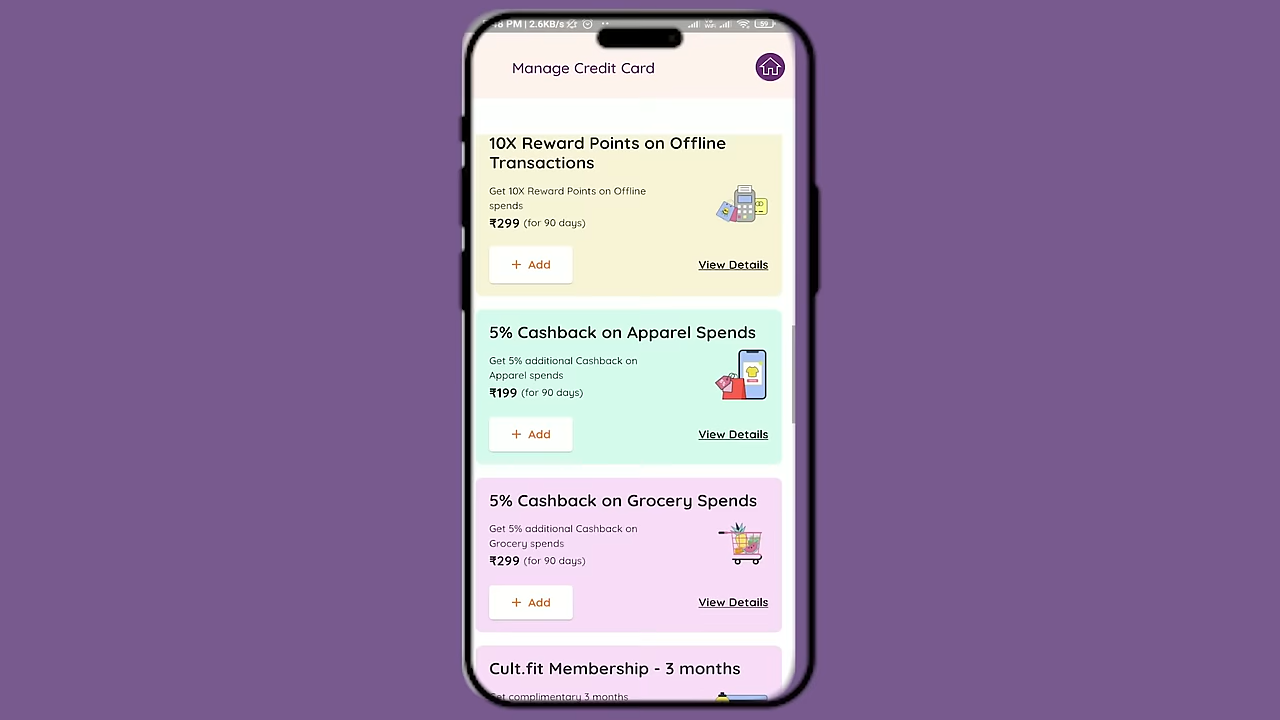 :48 PM | 2.6KB/s
59
Manage Credit Card
10X Reward Points on Offline
Transactions
Get 10X Reward Points on Offline
spends
₹299 (for 90 days)
+ Add
View Details
5% Cashback on Apparel Spends
Get 5% additional Cashback on
Apparel spends
₹199 (for 90 days)
+ Add
View Details
5% Cashback on Grocery Spends
Get 5% additional Cashback on
Grocery spends
₹299 (for 90 days)
+ Add
View Details
Cult.fit Membership - 3 months
Get complimentary 3 months